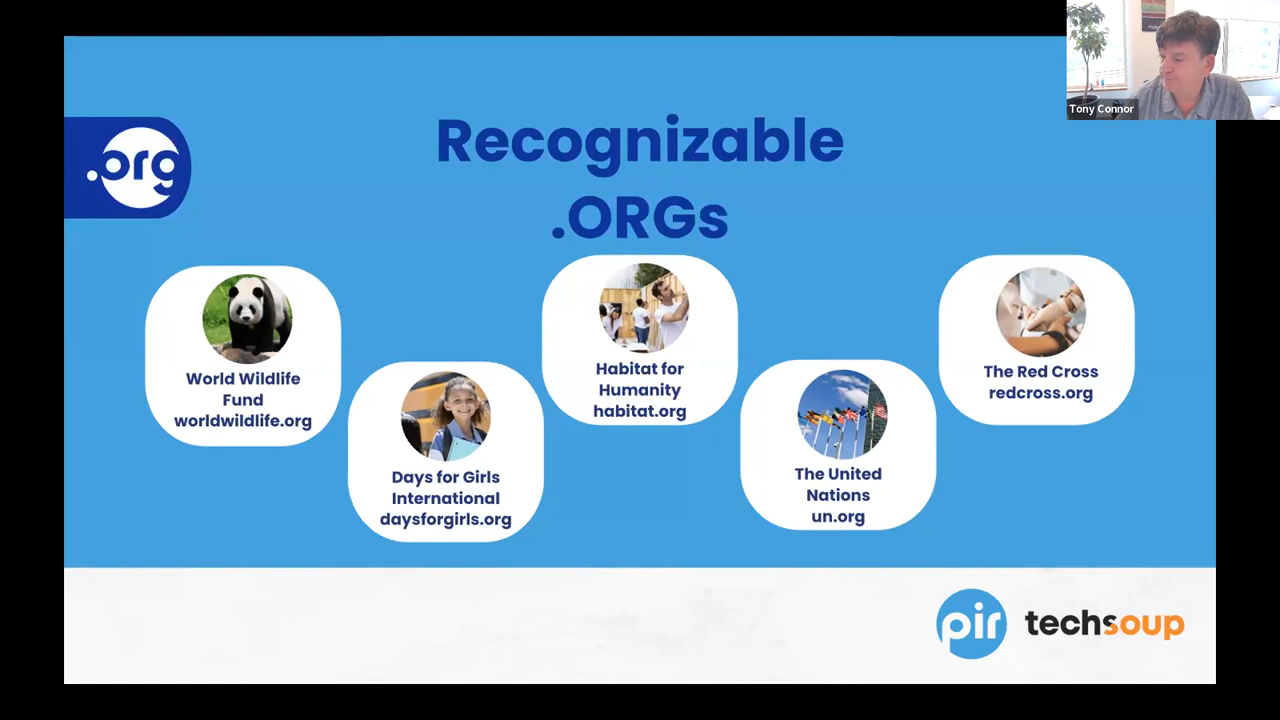 Tony Connor
.org
Recognizable
.ORGs
World Wildlife
Fund
worldwildlife.org
Days for Girls
International
daysforgirls.org
Habitat for
Humanity
habitat.org
The United
Nations
un.org
The Red Cross
redcross.org
pir
techsoup